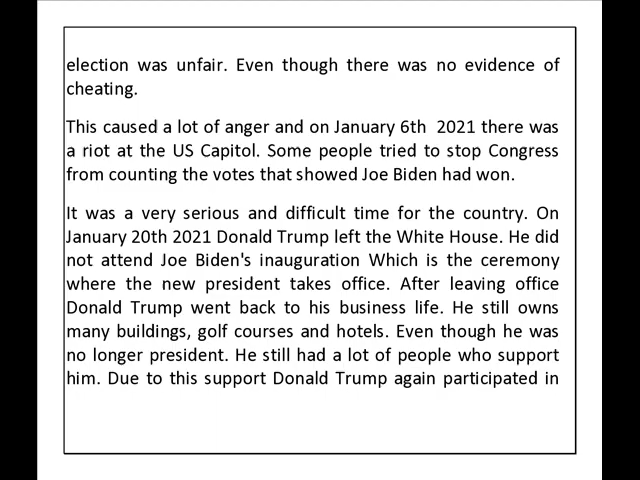 election was unfair. Even though there was no evidence of
cheating.
This caused a lot of anger and on January 6th  2021 there was
a riot at the US Capitol. Some people tried to stop Congress
from counting the votes that showed Joe Biden had won.
It was a very serious and difficult time for the country. On
January 20th 2021 Donald Trump left the White House. He did
not attend Joe Biden's inauguration Which is the ceremony
where the new president takes office. After leaving office
Donald Trump went back to his business life. He still owns
many buildings, golf courses and hotels. Even though he was
no longer president. He still had a lot of people who support
him. Due to this support Donald Trump again participated in